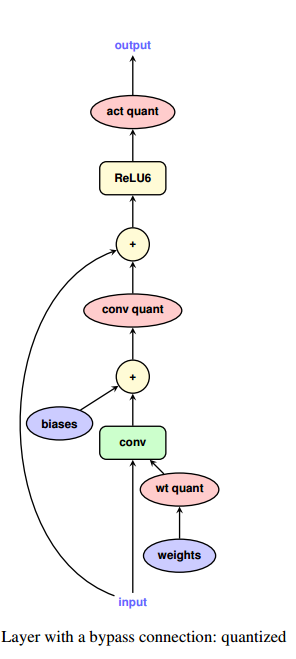 output
act quant
ReLU6
+
conv quant
+
biases
conv
wt quant
weights
input
Layer with a bypass connection: quantized